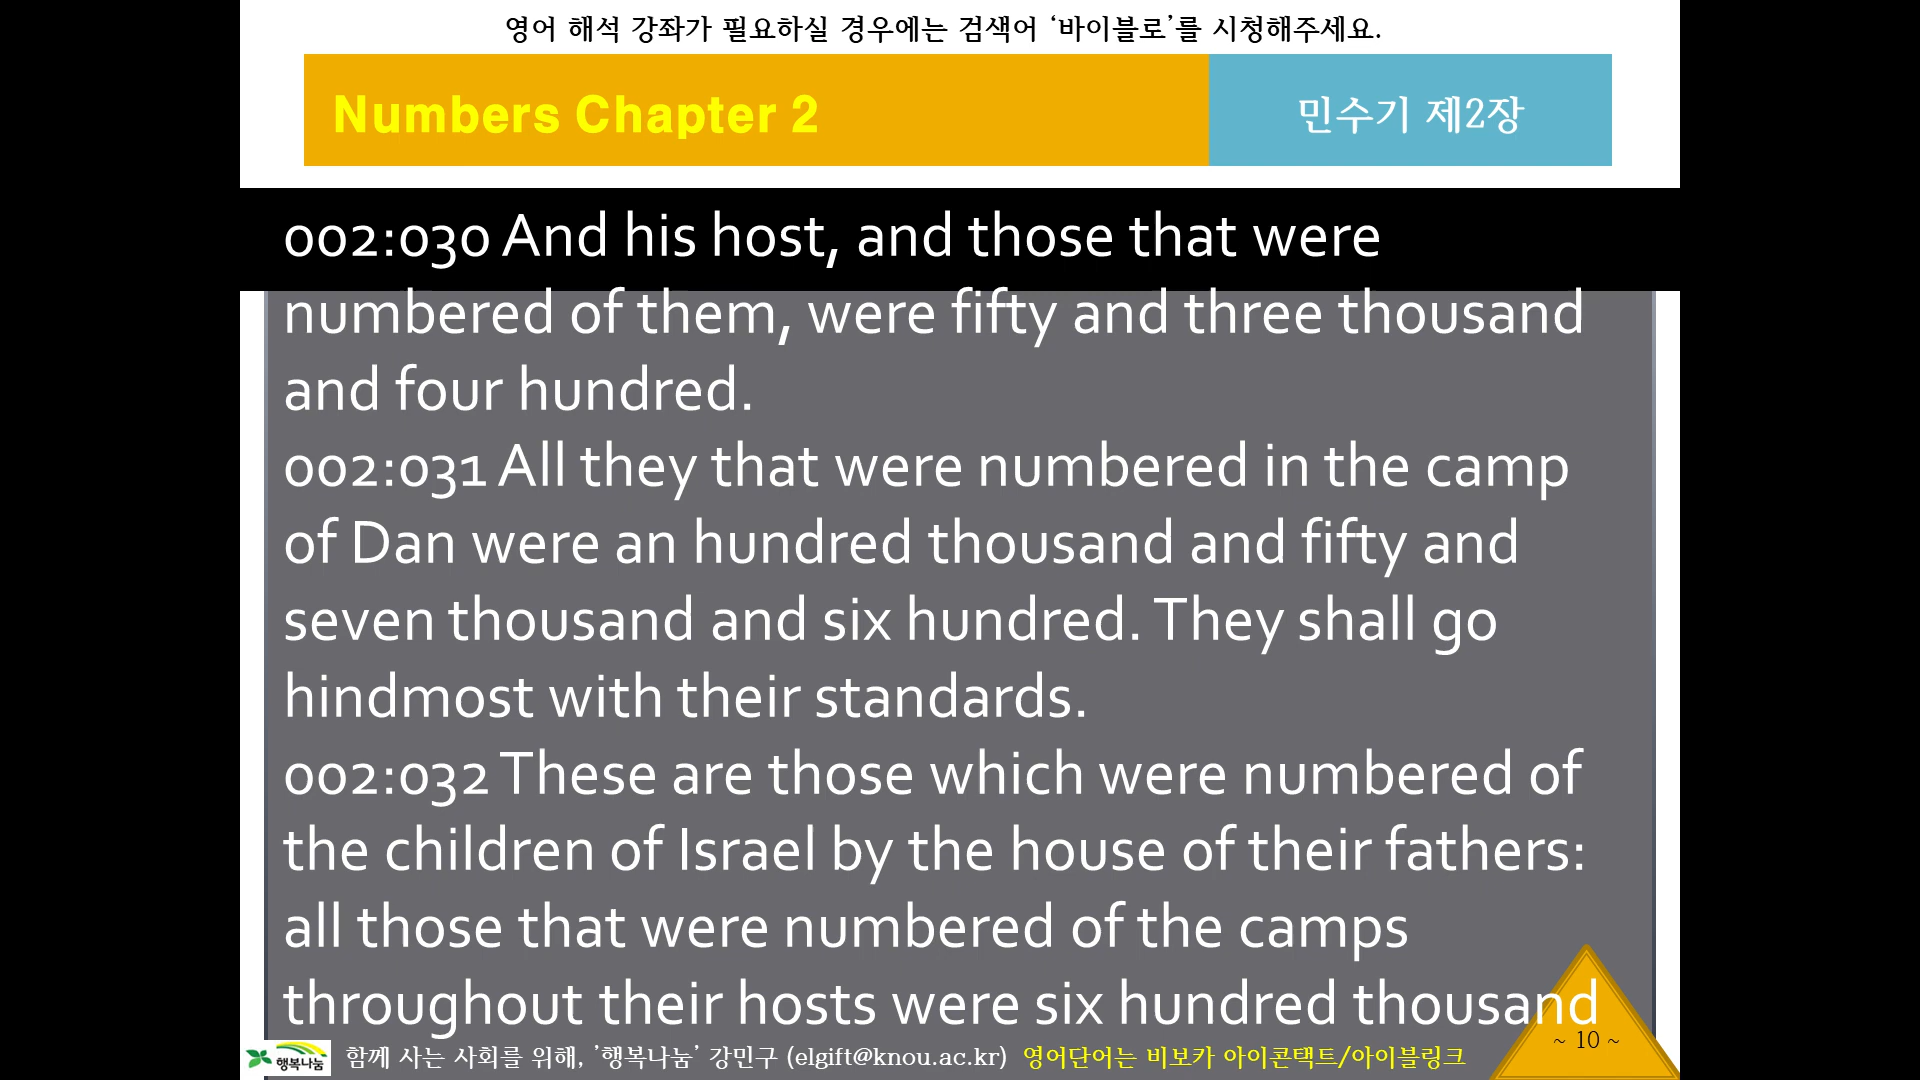 영어 해석 강좌가 필요하실 경우에는 검색어 ‘바이블로’를 시청해주세요.
Numbers Chapter 2
민수기 제2장
002:030 And his host, and those that were
numbered of them, were fifty and three thousand
and four hundred.
002:031 All they that were numbered in the camp
of Dan were an hundred thousand and fifty and
seven thousand and six hundred. They shall go
hindmost with their standards.
002:032 These are those which were numbered of
the children of Israel by the house of their fathers:
all those that were numbered of the camps
throughout their hosts were six hundred thousand
~ 10 ~
행복나눔
함께 사는 사회를 위해, ’행복나눔’ 강민구 (elgift@knou.ac.kr) 영어단어는 비보카 아이콘택트/아이블링크